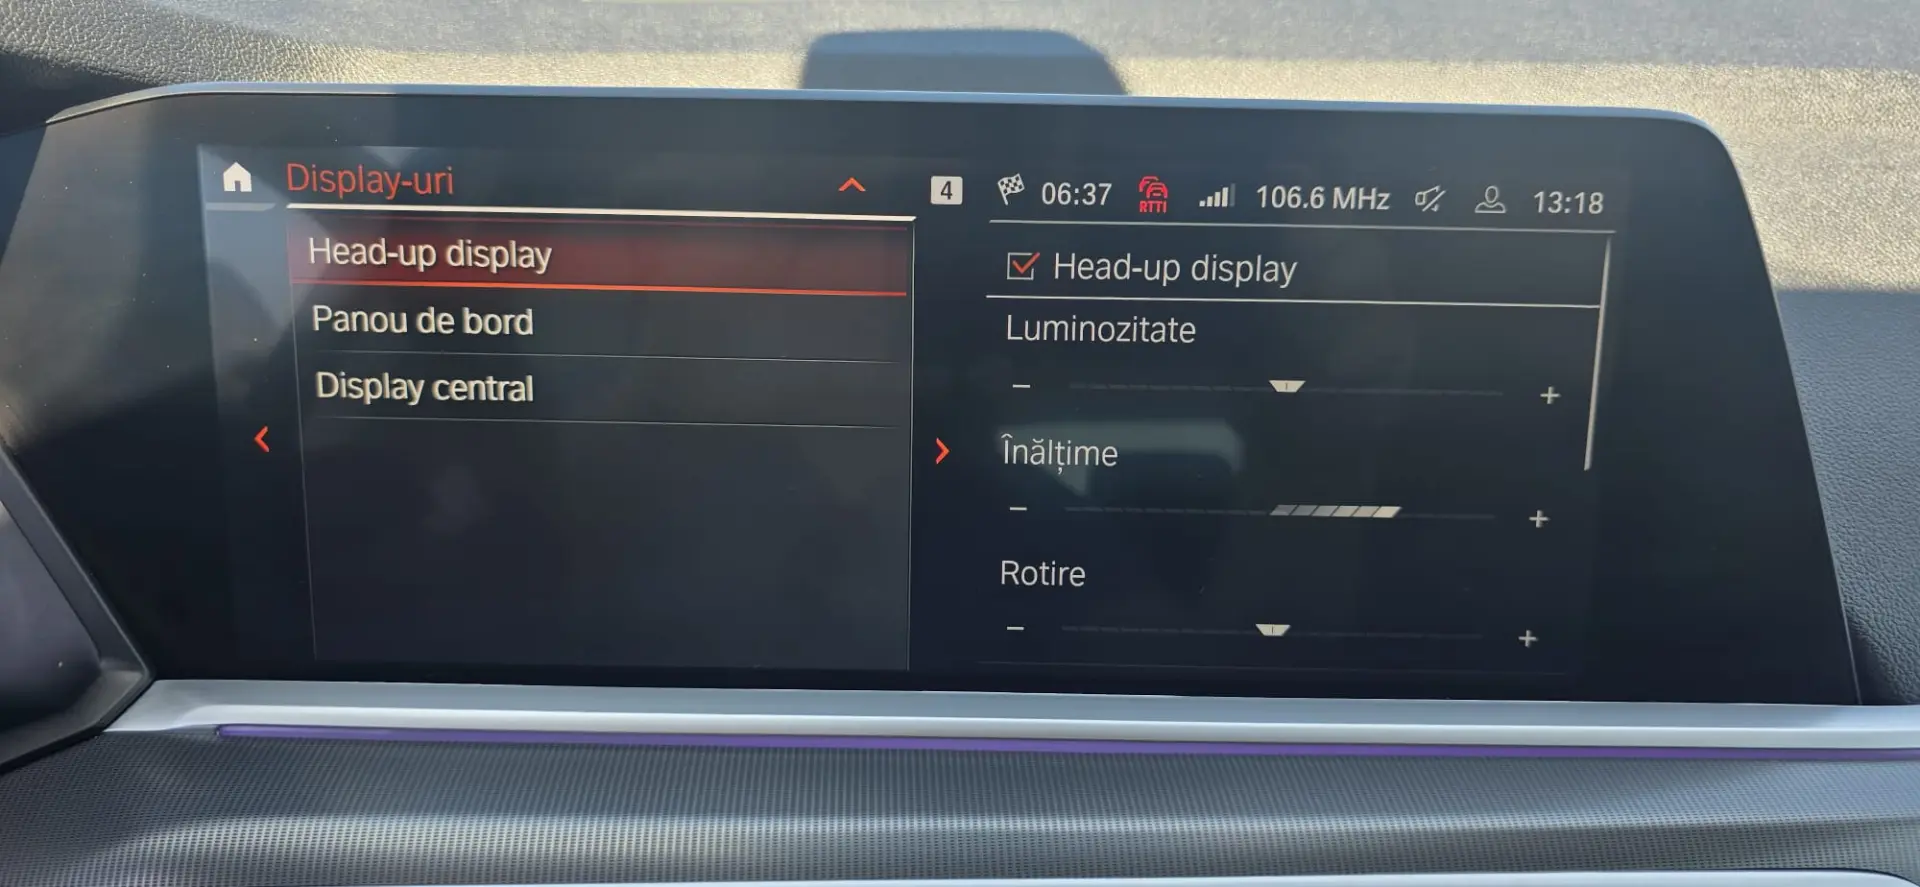 Display-uri
4 06:37 RTTI 106.6 MHz 13:18
Head-up display
Panou de bord
Display central
Head-up display
Luminozitate
- +
Înălțime
- +
Rotire
- +